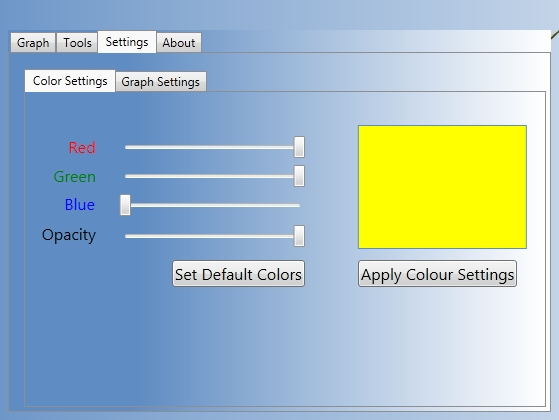 Graph Tools Settings About
Color Settings Graph Settings
Red
Green
Blue
Opacity
Set Default Colors Apply Colour Settings